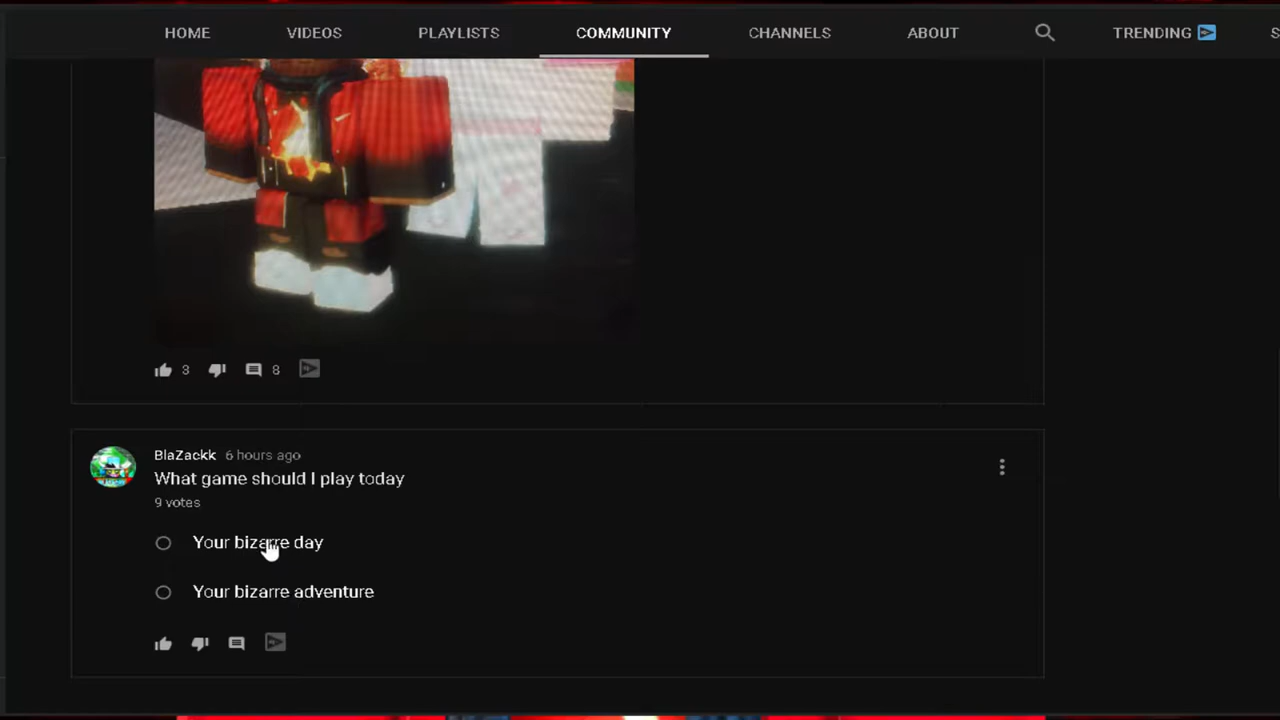 HOME VIDEOS PLAYLISTS COMMUNITY CHANNELS ABOUT TRENDING S
3 8
BlaZackk 6 hours ago
What game should I play today
9 votes
Your bizarre day
Your bizarre adventure